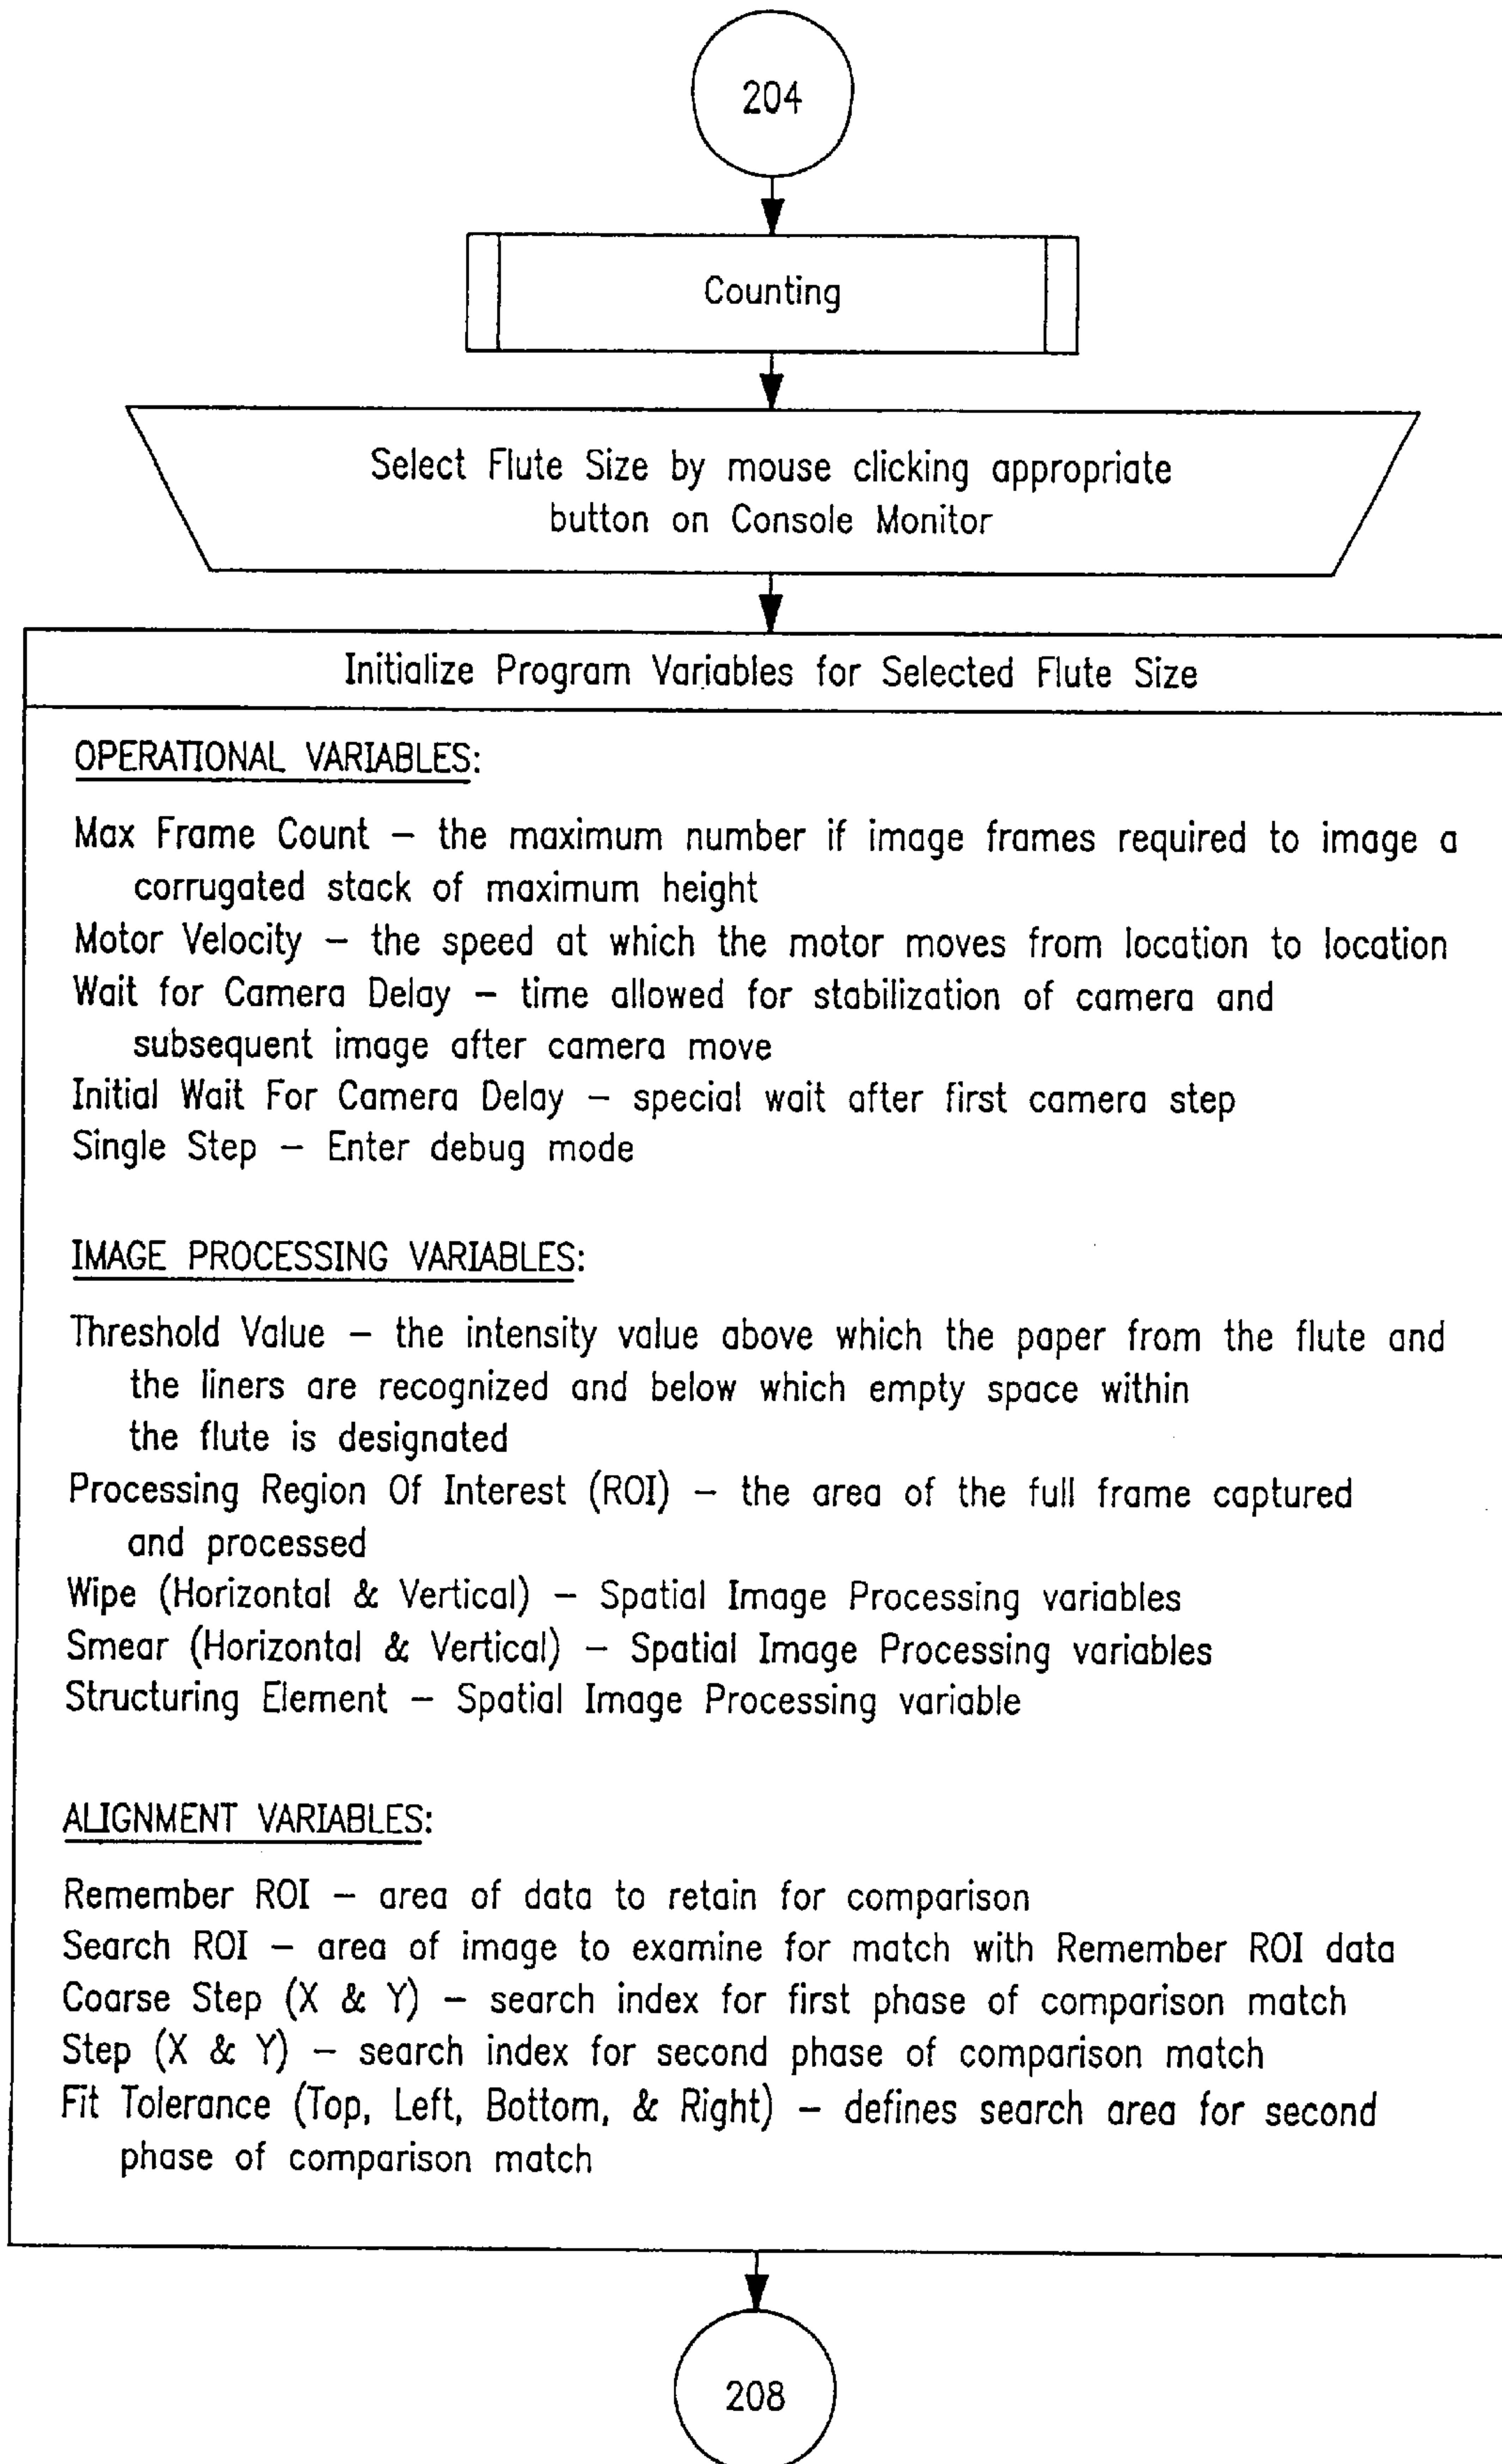 204
Counting
Select Flute Size by mouse clicking appropriate
button on Console Monitor
Initialize Program Variables for Selected Flute Size
OPERATIONAL VARIABLES:
Max Frame Count – the maximum number if image frames required to image a
corrugated stack of maximum height
Motor Velocity – the speed at which the motor moves from location to location
Wait for Camera Delay – time allowed for stabilization of camera and
subsequent image after camera move
Initial Wait For Camera Delay – special wait after first camera step
Single Step – Enter debug mode
IMAGE PROCESSING VARIABLES:
Threshold Value – the intensity value above which the paper from the flute and
the liners are recognized and below which empty space within
the flute is designated
Processing Region Of Interest (ROI) – the area of the full frame captured
and processed
Wipe (Horizontal & Vertical) – Spatial Image Processing variables
Smear (Horizontal & Vertical) – Spatial Image Processing variables
Structuring Element – Spatial Image Processing variable
ALIGNMENT VARIABLES:
Remember ROI – area of data to retain for comparison
Search ROI – area of image to examine for match with Remember ROI data
Coarse Step (X & Y) – search index for first phase of comparison match
Step (X & Y) – search index for second phase of comparison match
Fit Tolerance (Top, Left, Bottom, & Right) – defines search area for second
phase of comparison match
208